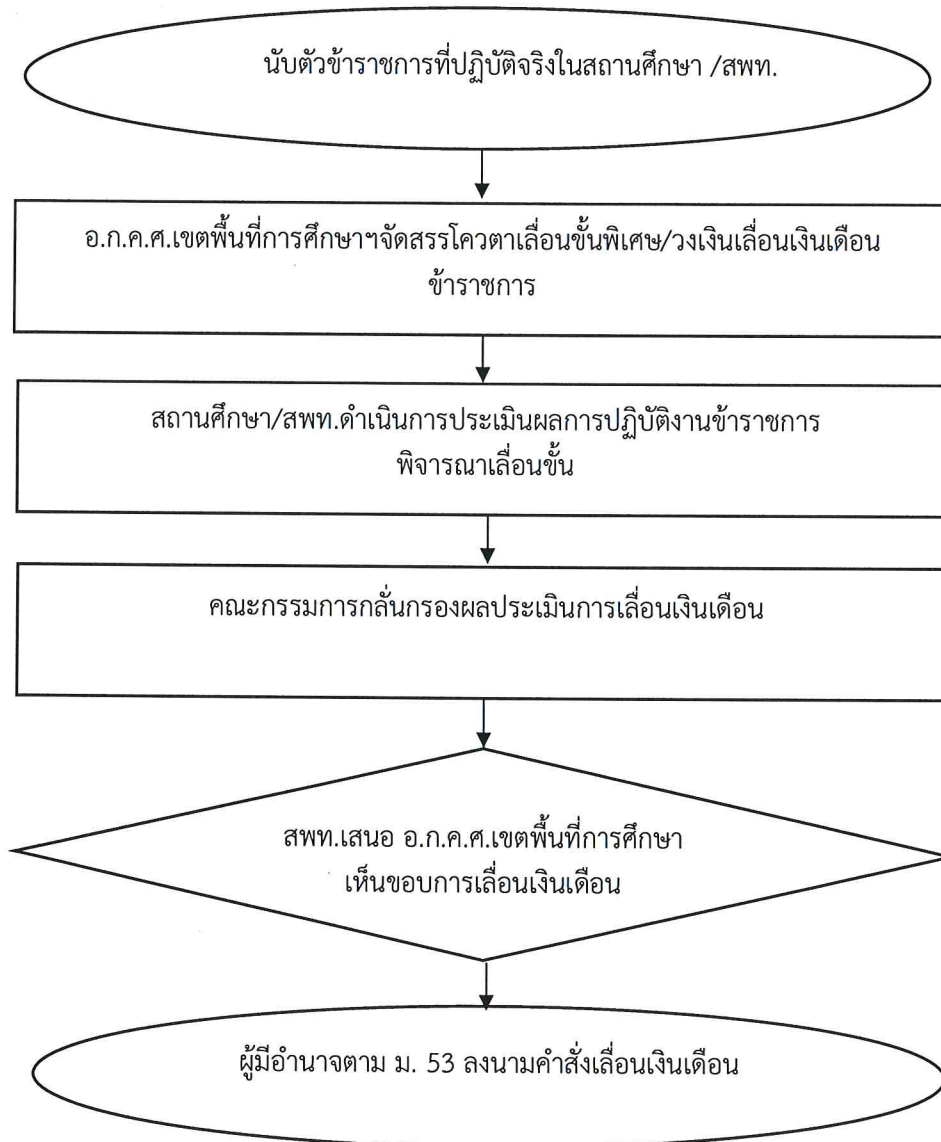 นับตัวข้าราชการที่ปฏิบัติจริงในสถานศึกษา /สพท.
อ.ก.ค.ศ.เขตพื้นที่การศึกษาฯจัดสรรโควตาเลื่อนขั้นพิเศษ/วงเงินเลื่อนเงินเดือน
ข้าราชการ
สถานศึกษา/สพท.ดำเนินการประเมินผลการปฏิบัติงานข้าราชการ
พิจารณาเลื่อนขั้น
คณะกรรมการกลั่นกรองผลประเมินการเลื่อนเงินเดือน
สพท.เสนอ อ.ก.ค.ศ.เขตพื้นที่การศึกษา
เห็นชอบการเลื่อนเงินเดือน
ผู้มีอำนาจตาม ม. 53 ลงนามคำสั่งเลื่อนเงินเดือน